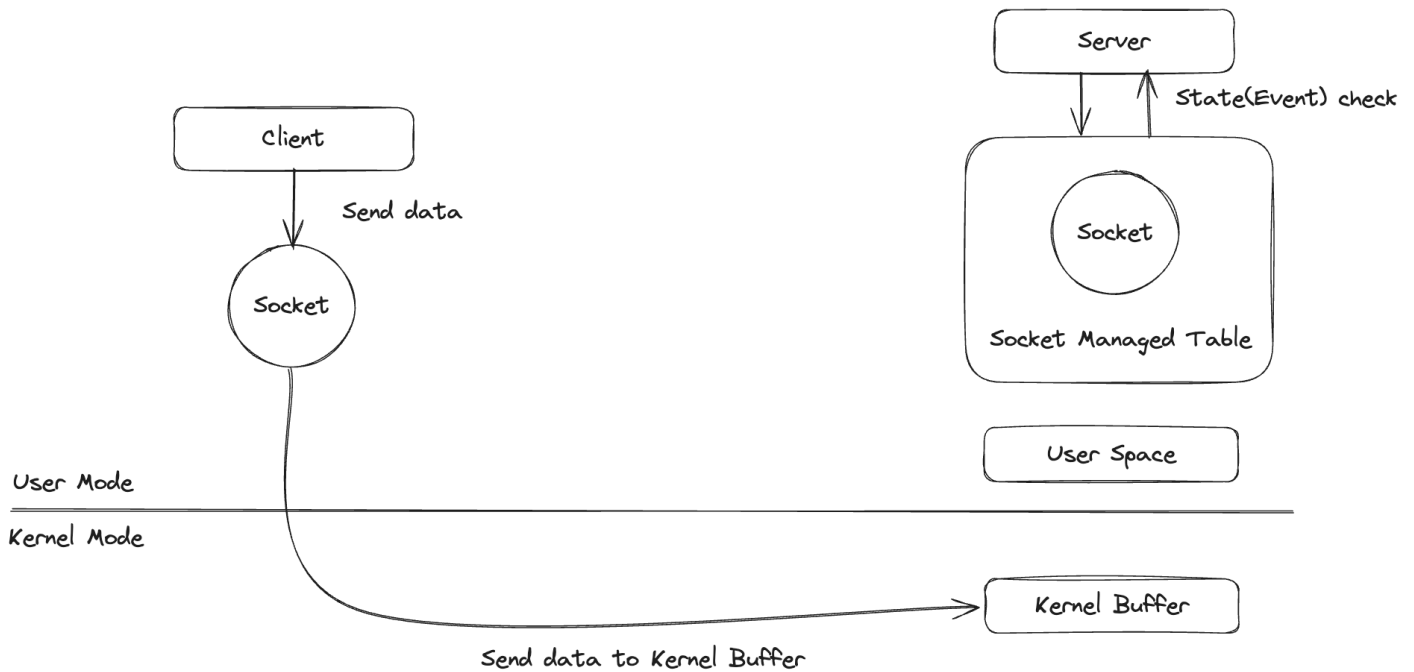 Server
State(Event) check
Client
Send data
Socket
Socket
Socket Managed Table
User Space
User Mode
Kernel Mode
Kernel Buffer
Send data to Kernel Buffer